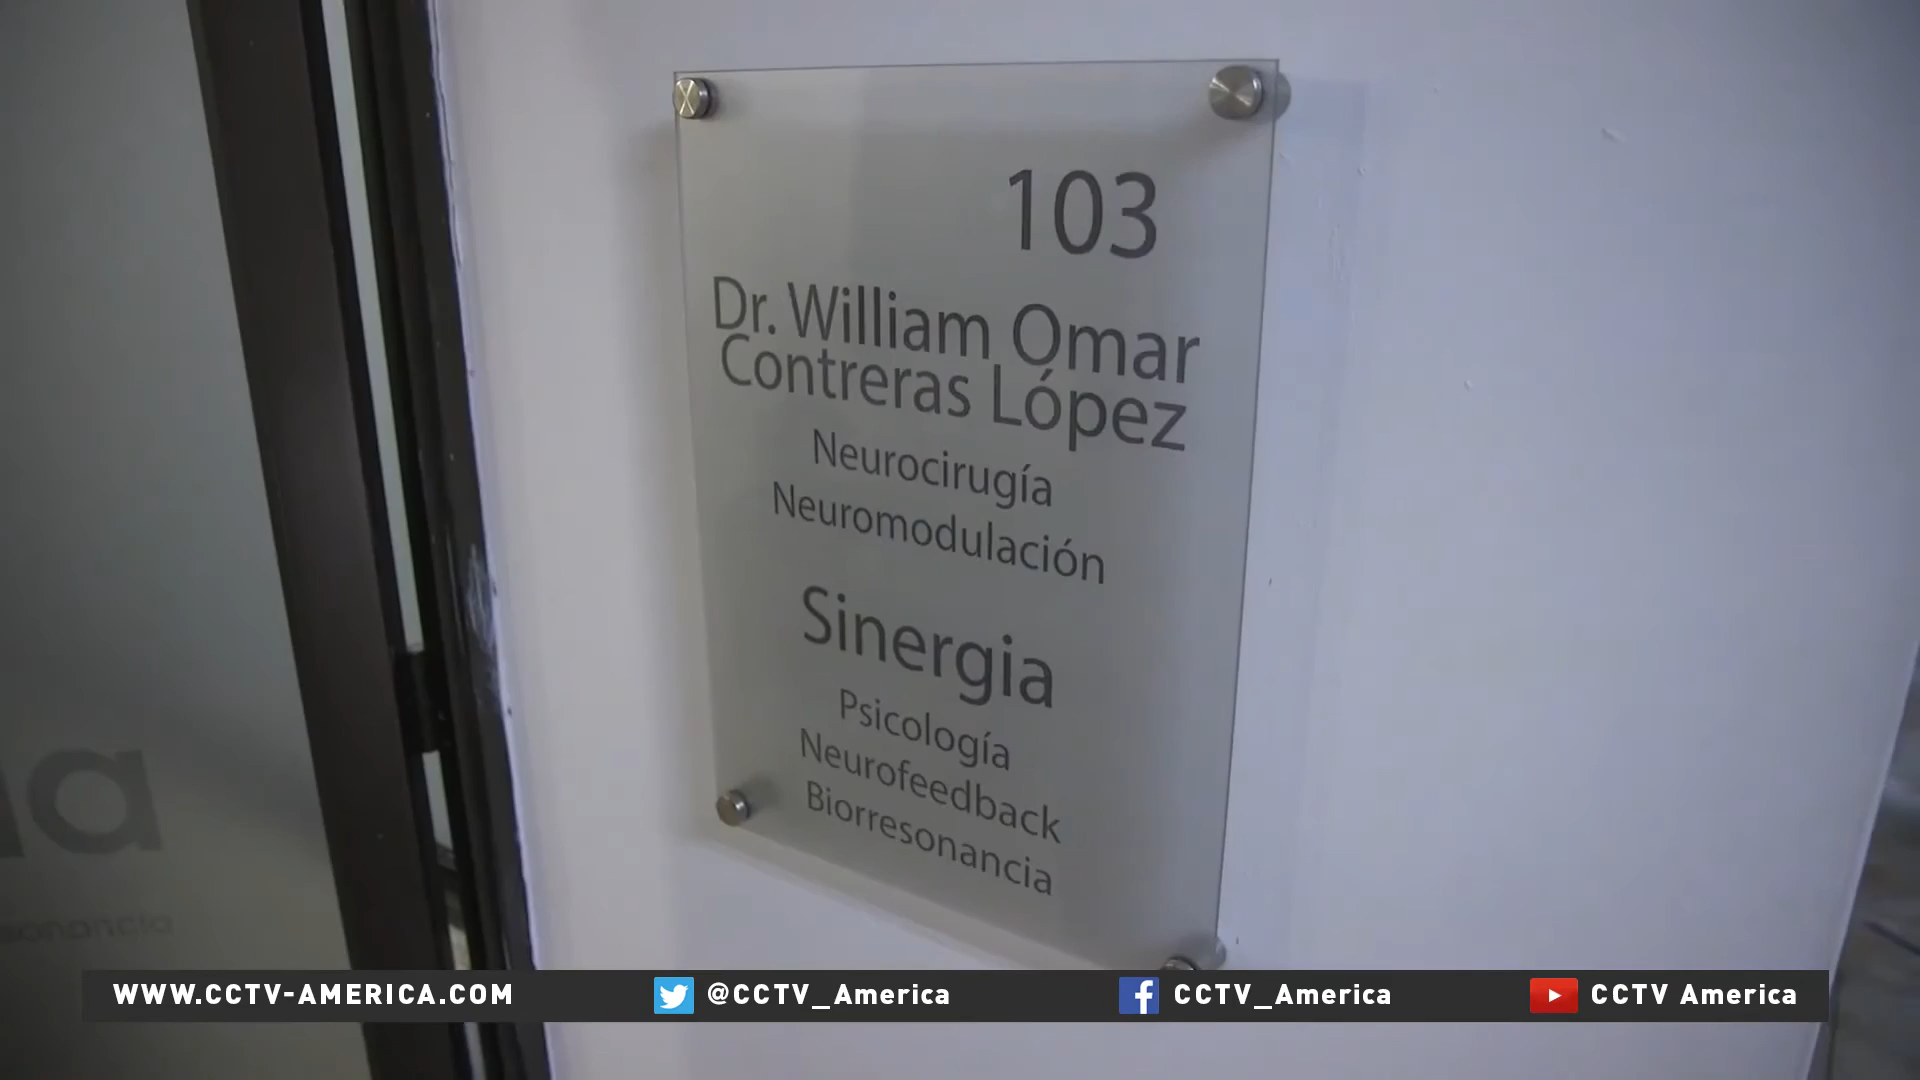 103
Dr. William Omar
Contreras López
Neurocirugía
Neuromodulación
Sinergia
Psicología
Neurofeedback
Biorresonancia
WWW.CCTV-AMERICA.COM
@CCTV_America
CCTV_America
CCTV America